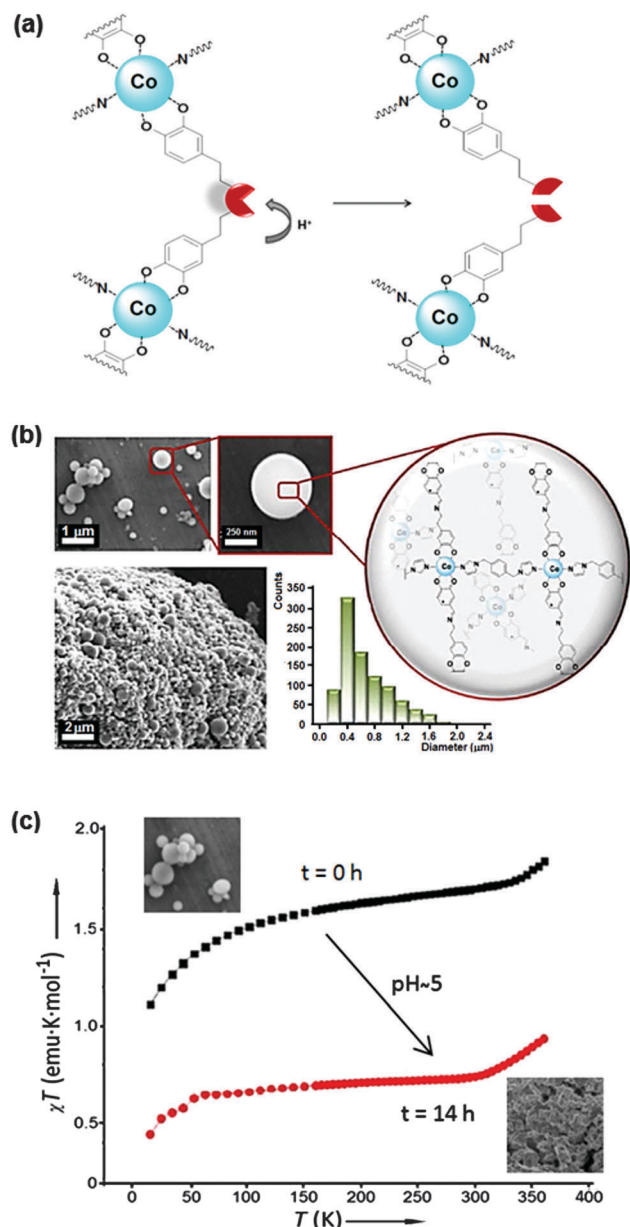 (a)
O
O
N
Co
N
O
O
O
O
N
Co
N
O
O
H+
O
O
N
Co
N
O
O
O
O
N
Co
N
O
O
(b)
1 µm
250 nm
2 µm
Counts
350
300
250
200
150
100
50
0
0.0 0.4 0.8 1.2 1.6 2.0 2.4
Diameter (µm)
Co
Co
(c)
2.0
1.5
1.0
0.5
0
χT (emu·K·mol⁻¹)
t = 0 h
pH~5
t = 14 h
0 50 100 150 200 250 300 350 400
T (K)